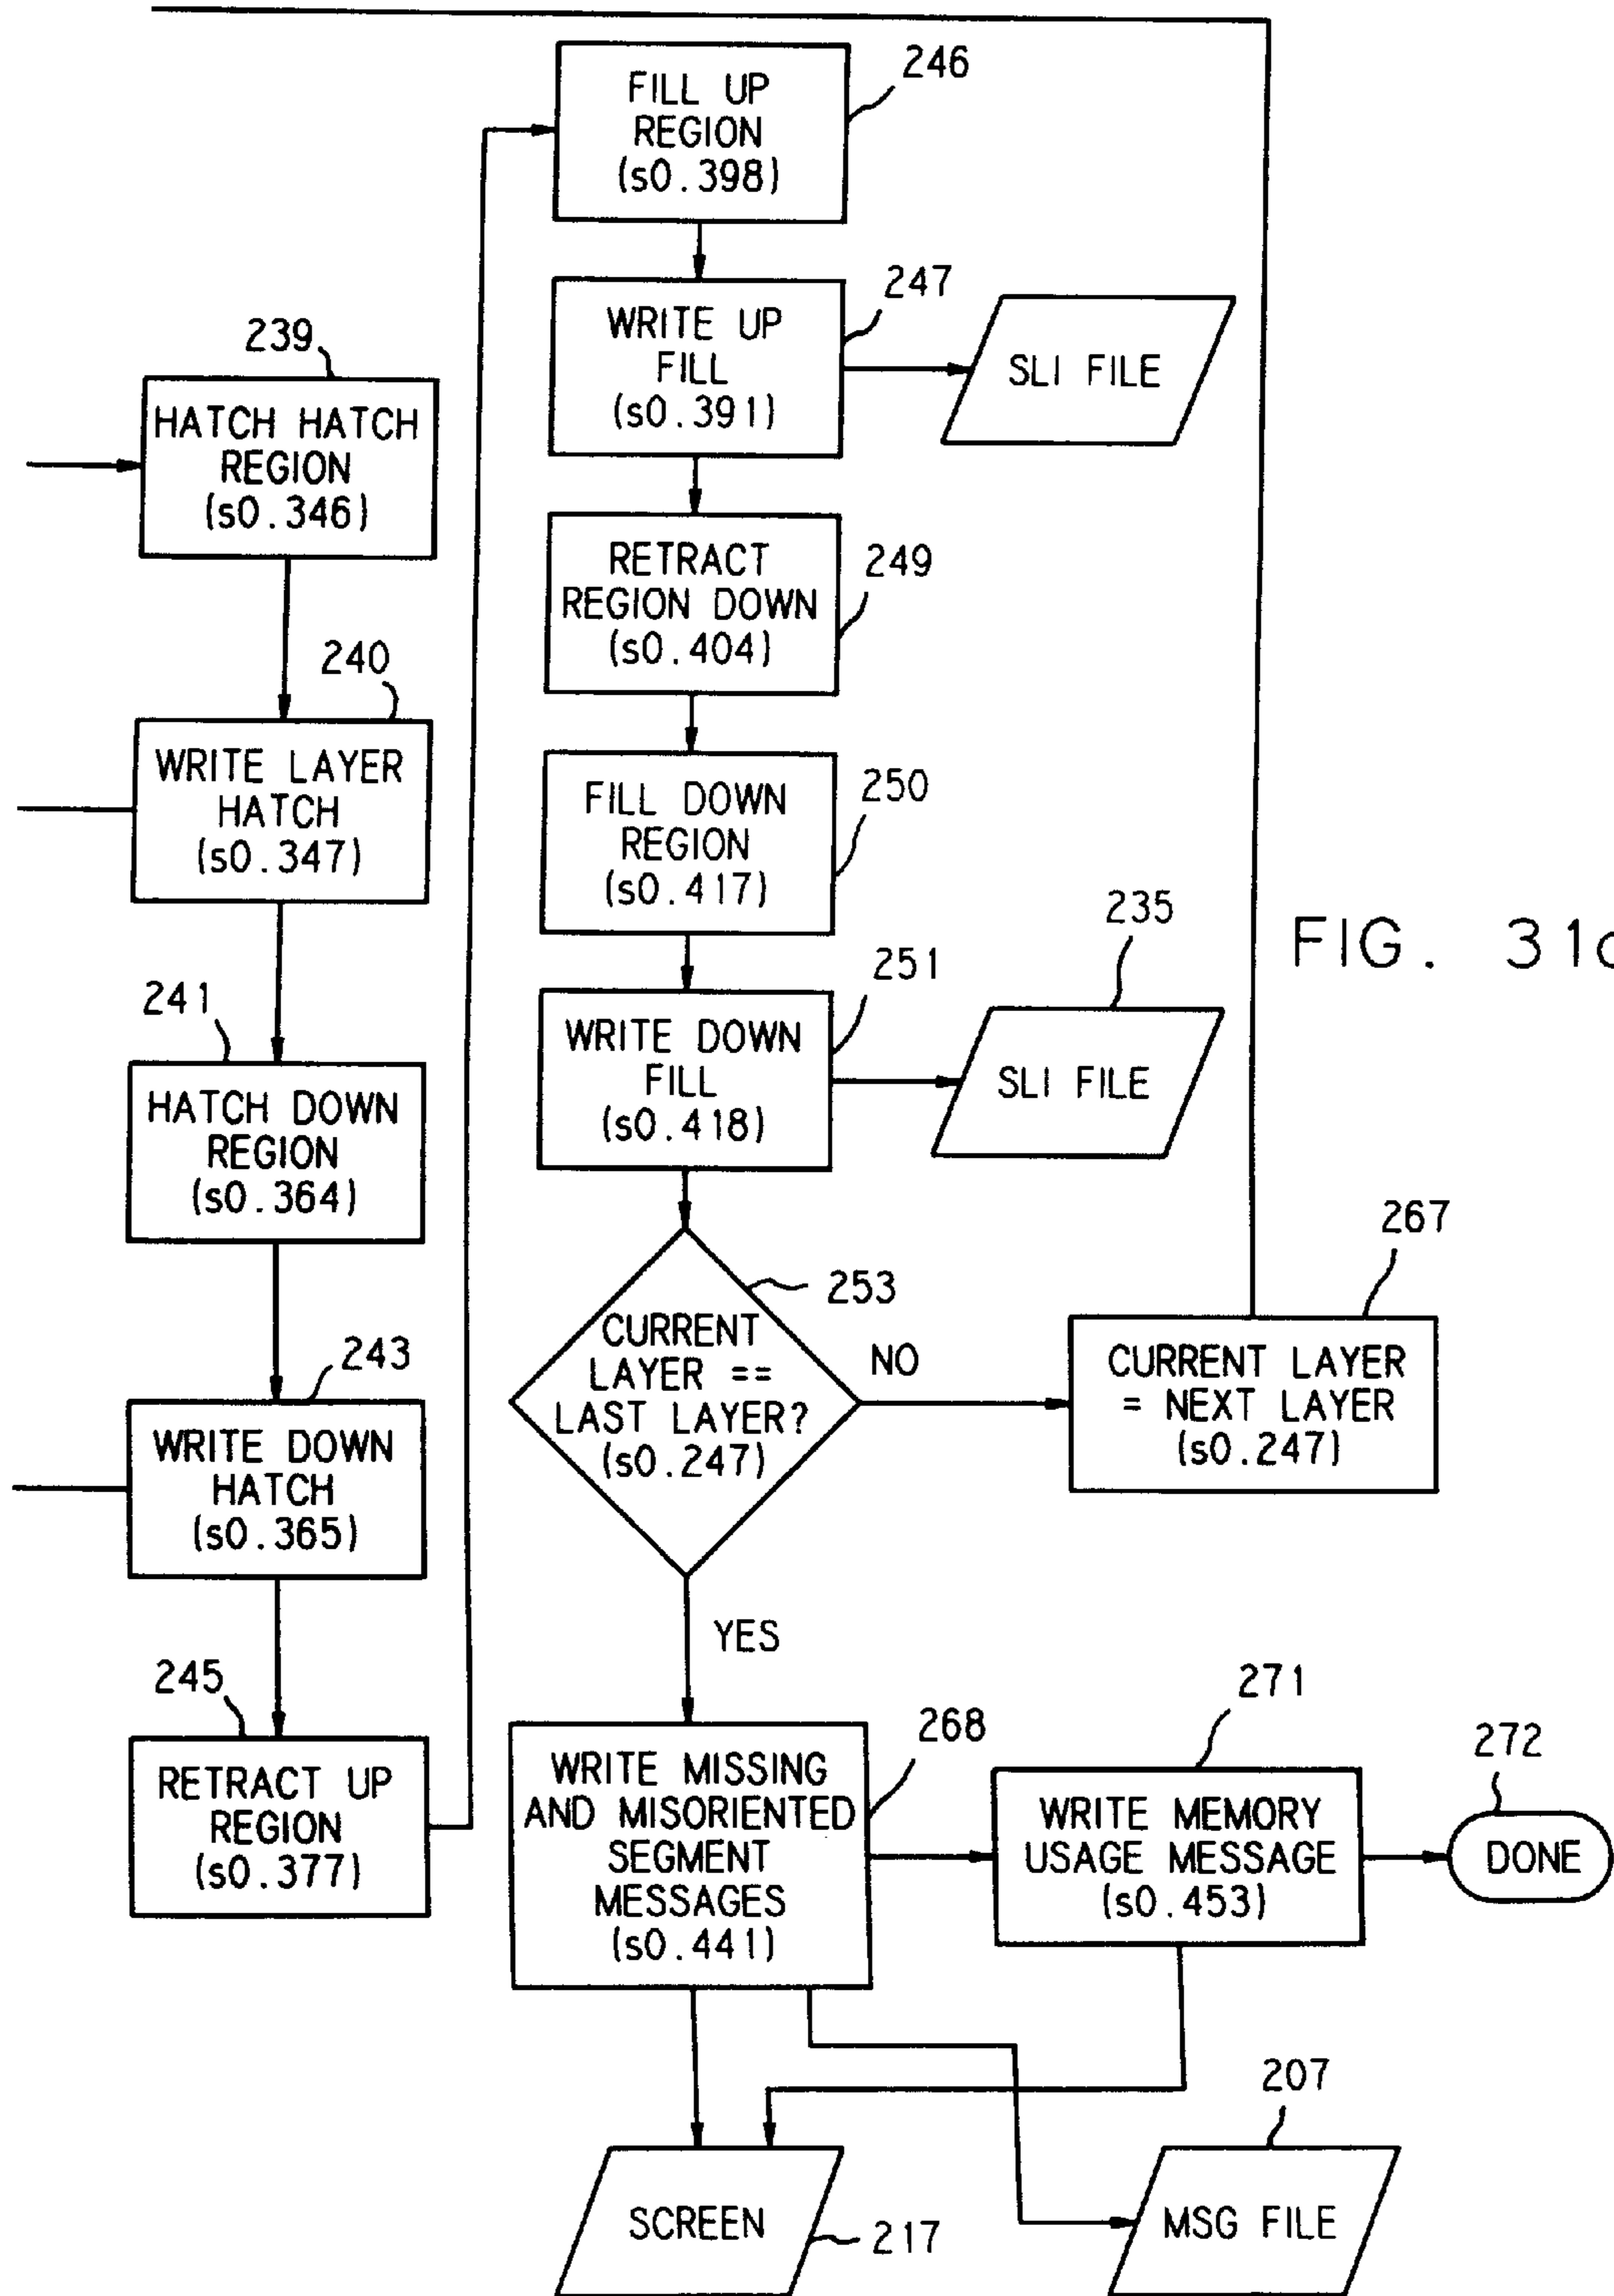 246
FILL UP
REGION
(s0.398)
247
WRITE UP
FILL
(s0.391)
SLI FILE
239
HATCH HATCH
REGION
(s0.346)
RETRACT
REGION DOWN
(s0.404)
249
240
WRITE LAYER
HATCH
(s0.347)
FILL DOWN
REGION
(s0.417)
250
235
FIG. 31
241
HATCH DOWN
REGION
(s0.364)
251
WRITE DOWN
FILL
(s0.418)
SLI FILE
267
253
CURRENT
LAYER ==
LAST LAYER?
(s0.247)
NO
CURRENT LAYER
= NEXT LAYER
(s0.247)
243
WRITE DOWN
HATCH
(s0.365)
YES
245
RETRACT UP
REGION
(s0.377)
268
WRITE MISSING
AND MISORIENTED
SEGMENT
MESSAGES
(s0.441)
271
WRITE MEMORY
USAGE MESSAGE
(s0.453)
272
DONE
207
SCREEN
217
MSG FILE